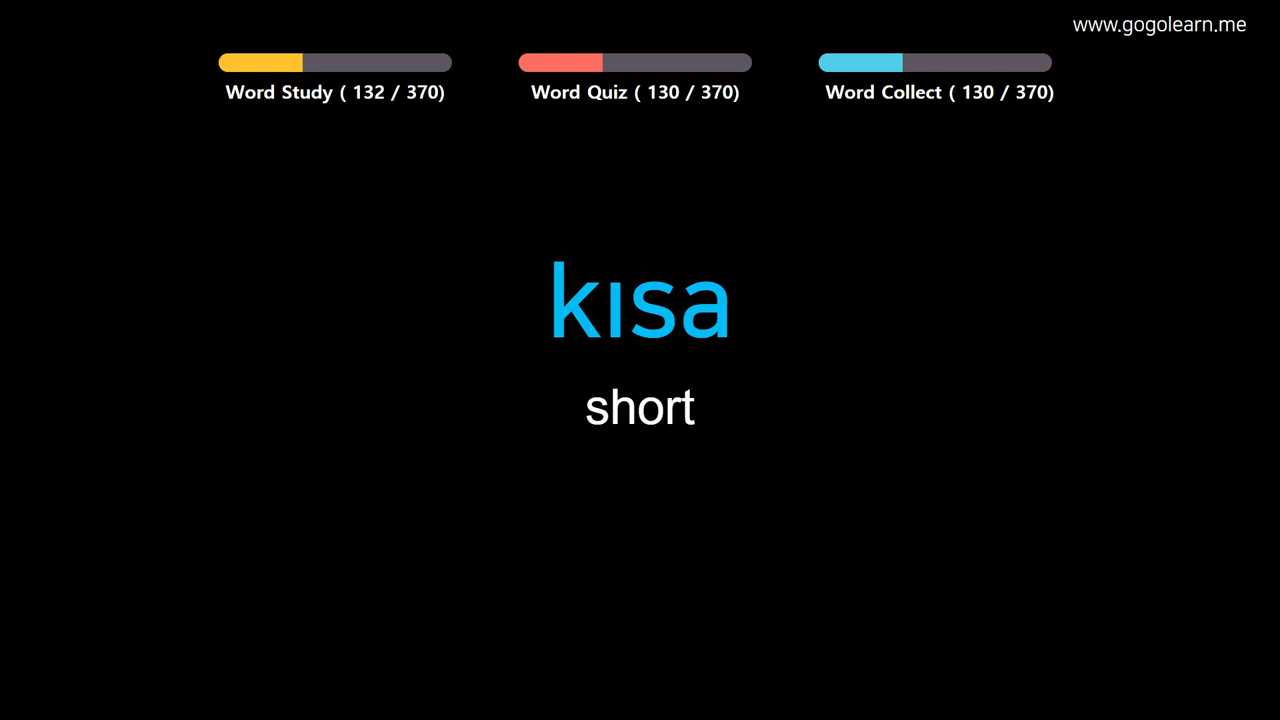 www.gogolearn.me
Word Study ( 132 / 370)
Word Quiz ( 130 / 370)
Word Collect ( 130 / 370)
kısa
short